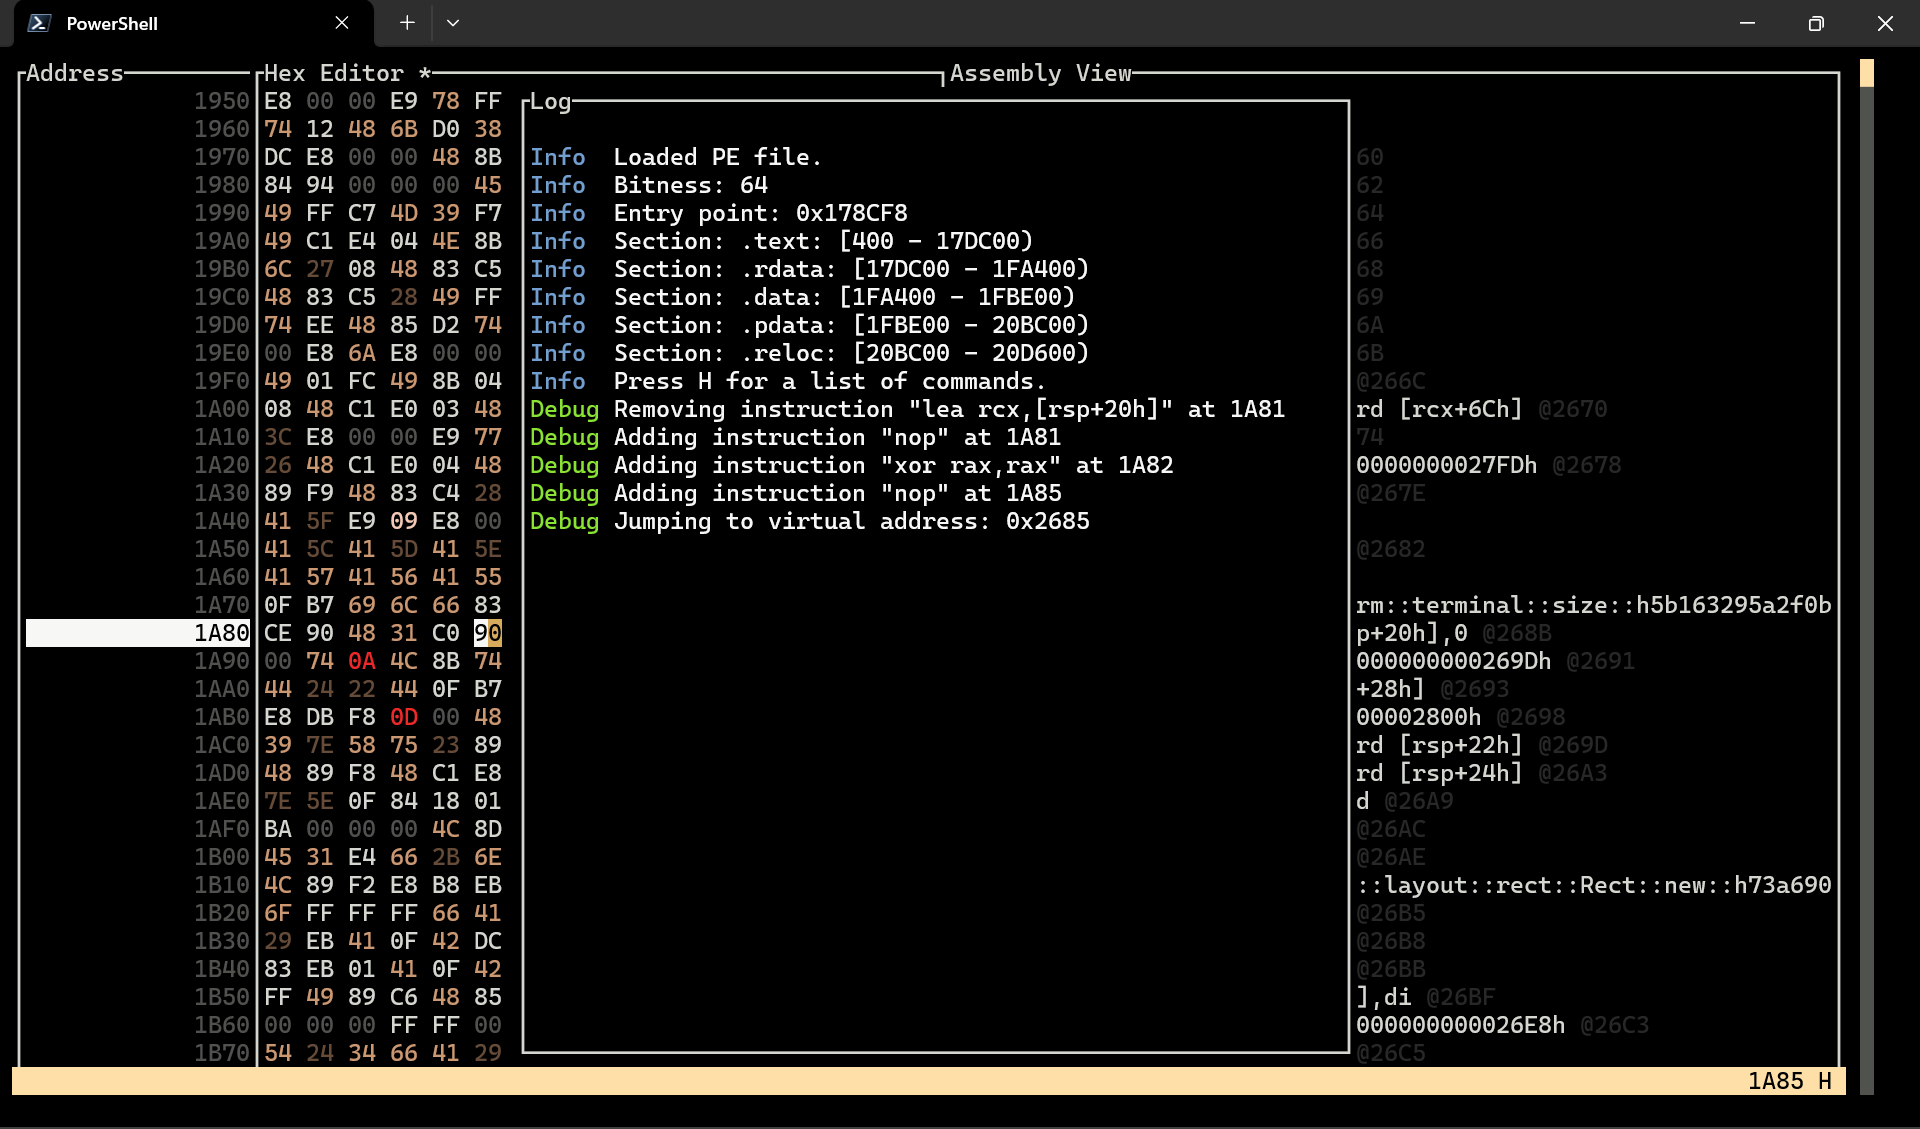 PowerShell
Address Hex Editor * Assembly View
1950 E8 00 00 E9 78 FF Log
1960 74 12 48 6B D0 38
1970 DC E8 00 00 48 8B Info Loaded PE file. 60
1980 84 94 00 00 00 45 Info Bitness: 64 62
1990 49 FF C7 4D 39 F7 Info Entry point: 0x178CF8 64
19A0 49 C1 E4 04 4E 8B Info Section: .text: [400 - 17DC00) 66
19B0 6C 27 08 48 83 C5 Info Section: .rdata: [17DC00 - 1FA400) 68
19C0 48 83 C5 28 49 FF Info Section: .data: [1FA400 - 1FBE00) 69
19D0 74 EE 48 85 D2 74 Info Section: .pdata: [1FBE00 - 20BC00) 6A
19E0 00 E8 6A E8 00 00 Info Section: .reloc: [20BC00 - 20D600) 6B
19F0 49 01 FC 49 8B 04 Info Press H for a list of commands. @266C
1A00 08 48 C1 E0 03 48 Debug Removing instruction "lea rcx,[rsp+20h]" at 1A81 rd [rcx+6Ch] @2670
1A10 3C E8 00 00 E9 77 Debug Adding instruction "nop" at 1A81 74
1A20 26 48 C1 E0 04 48 Debug Adding instruction "xor rax,rax" at 1A82 0000000027FDh @2678
1A30 89 F9 48 83 C4 28 Debug Adding instruction "nop" at 1A85 @267E
1A40 41 5F E9 09 E8 00 Debug Jumping to virtual address: 0x2685
1A50 41 5C 41 5D 41 5E @2682
1A60 41 57 41 56 41 55
1A70 0F B7 69 6C 66 83 rm::terminal::size::h5b163295a2f0b
1A80 CE 90 48 31 C0 90 p+20h],0 @268B
1A90 00 74 0A 4C 8B 74 000000000269Dh @2691
1AA0 44 24 22 44 0F B7 +28h] @2693
1AB0 E8 DB F8 0D 00 48 00002800h @2698
1AC0 39 7E 58 75 23 89 rd [rsp+22h] @269D
1AD0 48 89 F8 48 C1 E8 rd [rsp+24h] @26A3
1AE0 7E 5E 0F 84 18 01 d @26A9
1AF0 BA 00 00 00 4C 8D @26AC
1B00 45 31 E4 66 2B 6E @26AE
1B10 4C 89 F2 E8 B8 EB ::layout::rect::Rect::new::h73a690
1B20 6F FF FF FF 66 41 @26B5
1B30 29 EB 41 0F 42 DC @26B8
1B40 83 EB 01 41 0F 42 @26BB
1B50 FF 49 89 C6 48 85 ],di @26BF
1B60 00 00 00 FF FF 00 000000000026E8h @26C3
1B70 54 24 34 66 41 29 @26C5
1A85 H